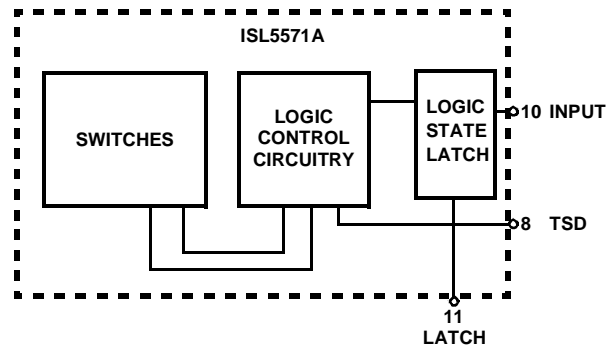 ISL5571A
SWITCHES
LOGIC
CONTROL
CIRCUITRY
LOGIC
STATE
LATCH
10 INPUT
8 TSD
11
LATCH